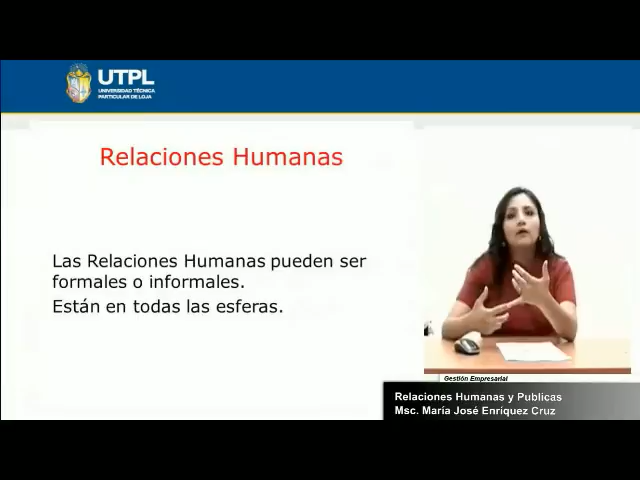 UTPL
UNIVERSIDAD TÉCNICA
PARTICULAR DE LOJA
Relaciones Humanas
Las Relaciones Humanas pueden ser
formales o informales.
Están en todas las esferas.
Gestión Empresarial
Relaciones Humanas y Publicas
Msc. María José Enríquez Cruz